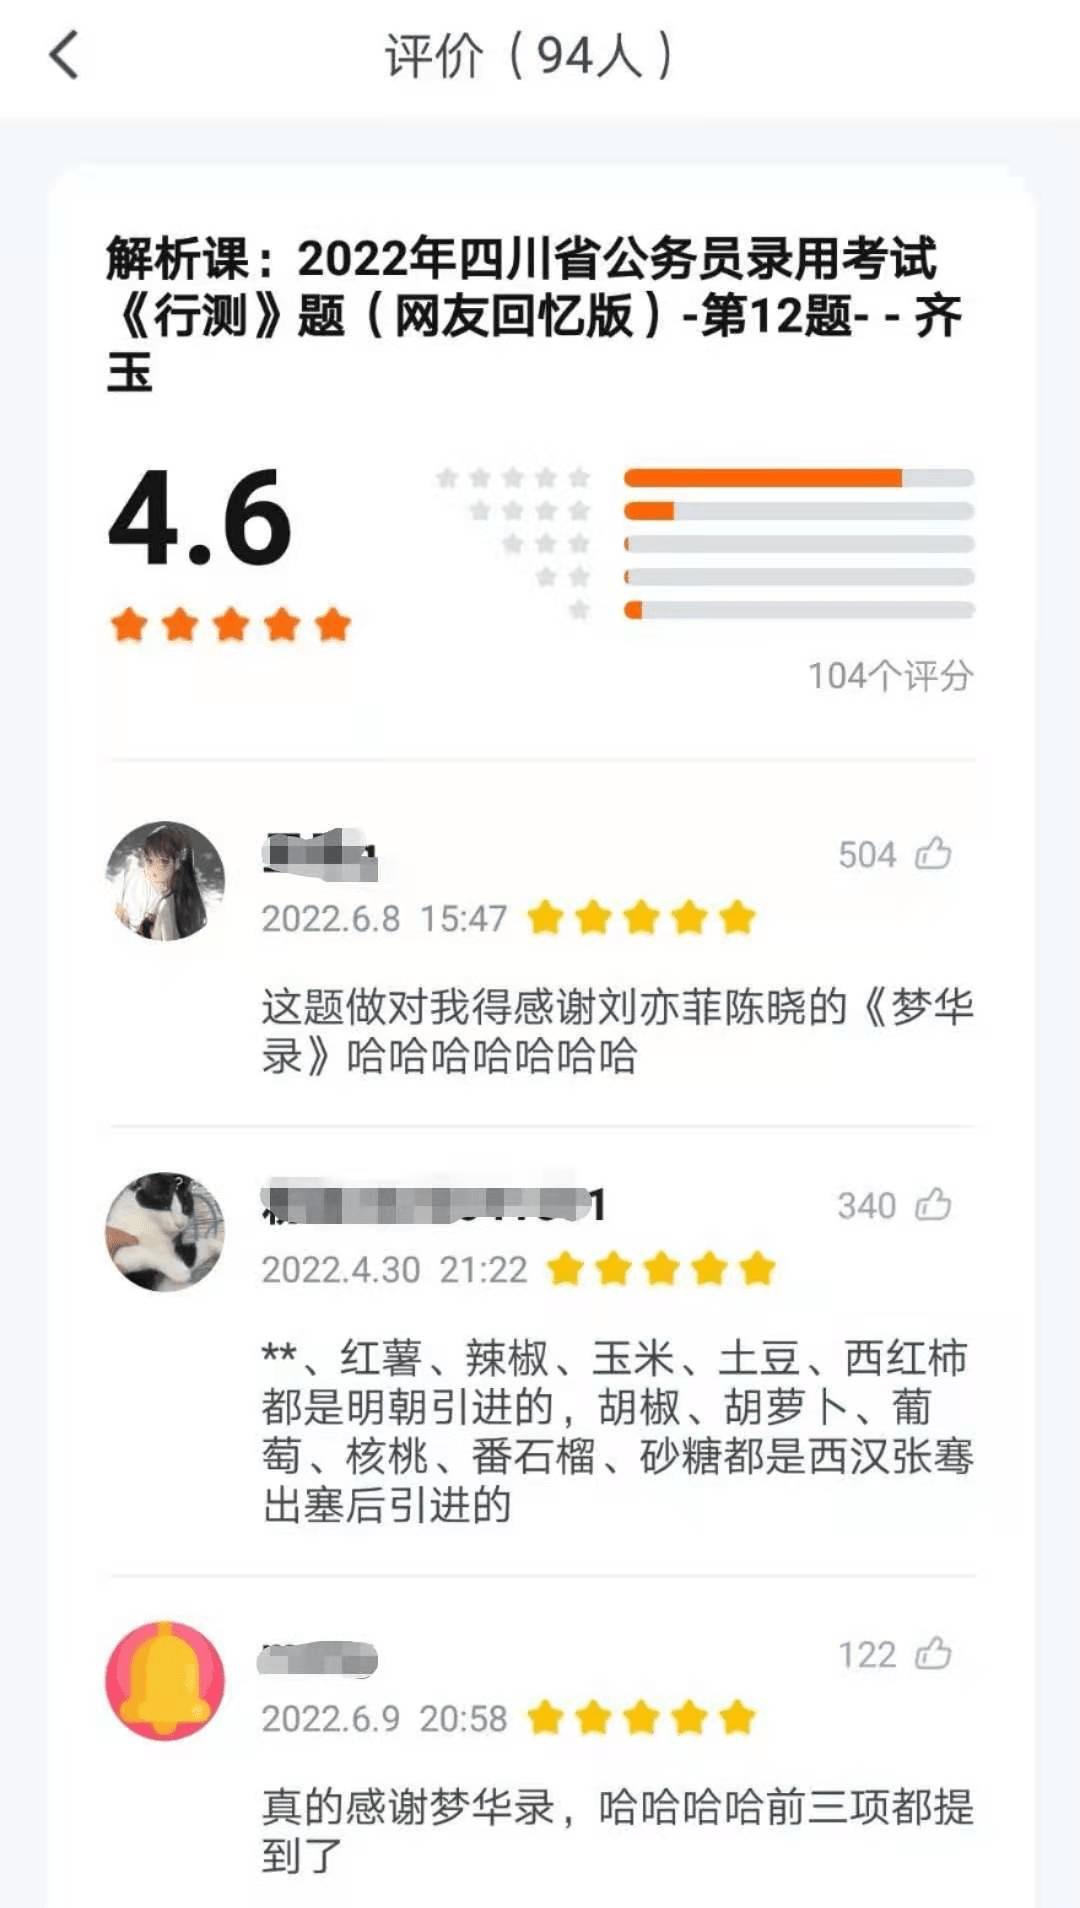 评价（94人）
解析课：2022年四川省公务员录用考试
《行测》题（网友回忆版）-第12题- - 齐
玉
4.6
104个评分
504
2022.6.8 15:47
这题做对我得感谢刘亦菲陈晓的《梦华
录》哈哈哈哈哈哈哈
1
340
2022.4.30 21:22
**、红薯、辣椒、玉米、土豆、西红柿
都是明朝引进的，胡椒、胡萝卜、葡
萄、核桃、番石榴、砂糖都是西汉张骞
出塞后引进的
122
2022.6.9 20:58
真的感谢梦华录，哈哈哈哈前三项都提
到了